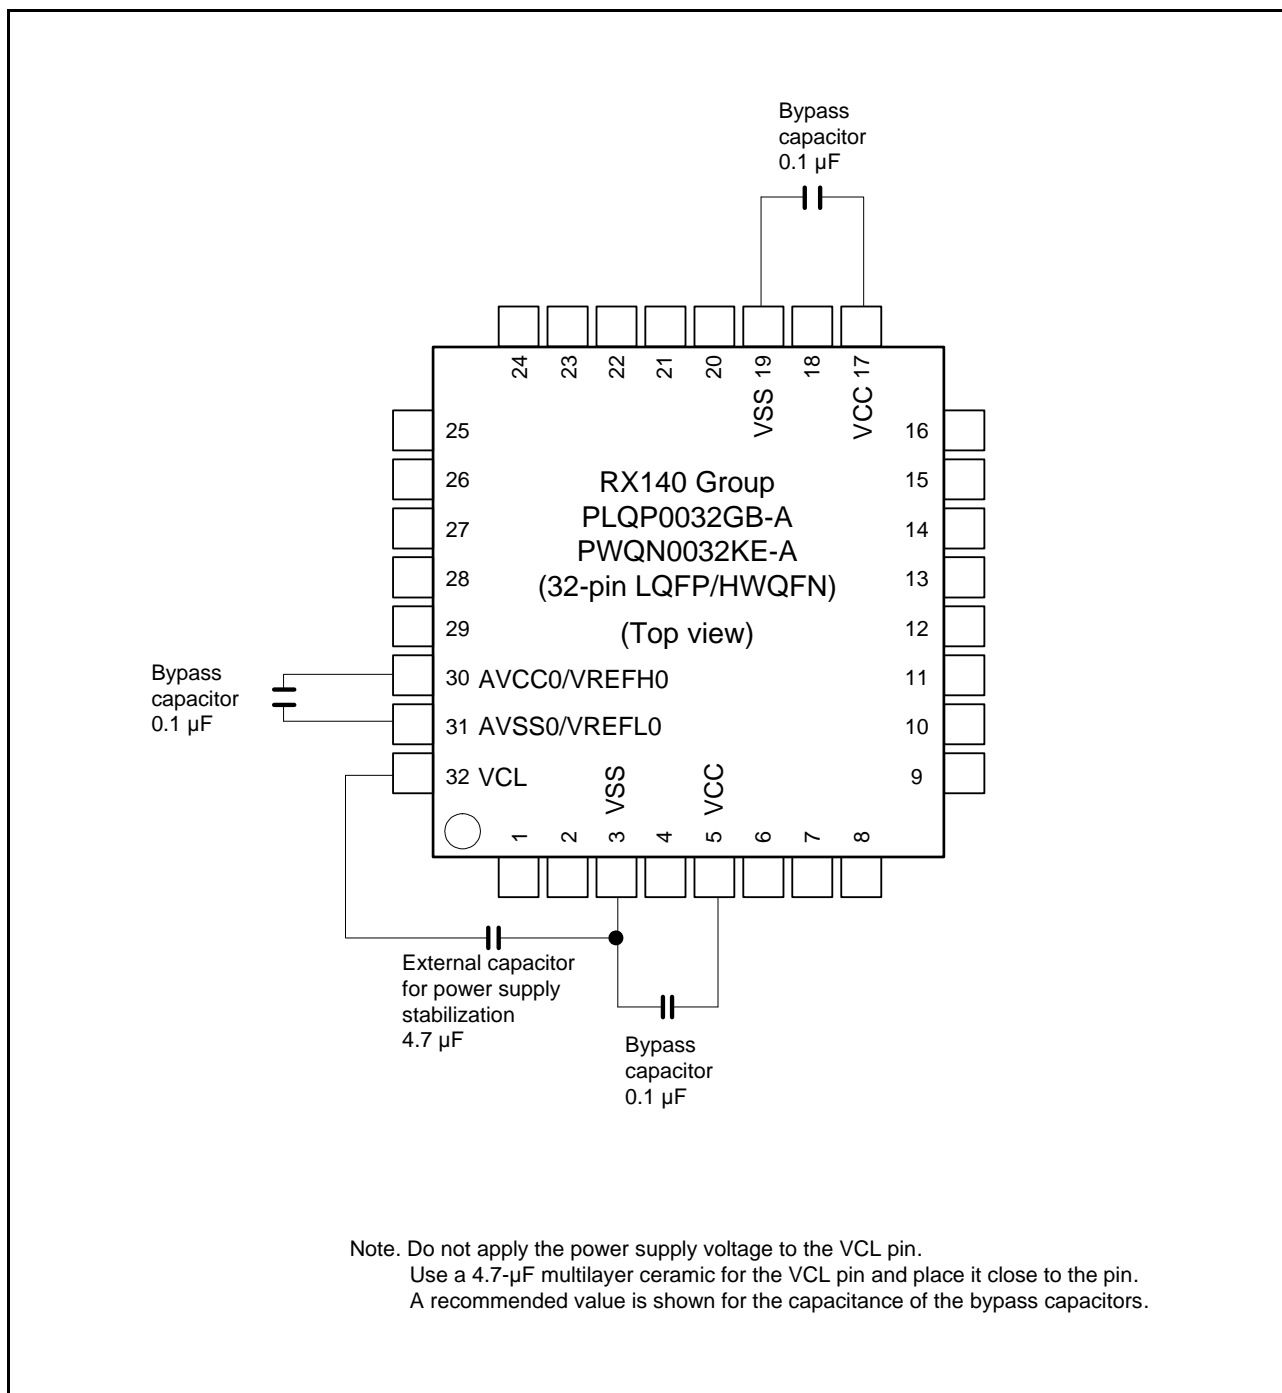 Bypass
capacitor
0.1 µF
24
23
22
21
20
VSS 19
18
VCC 17
25
26
27
28
29
30 AVCC0/VREFH0
31 AVSS0/VREFL0
32 VCL
16
15
14
13
12
11
10
9
RX140 Group
PLQP0032GB-A
PWQN0032KE-A
(32-pin LQFP/HWQFN)
(Top view)
Bypass
capacitor
0.1 µF
1
2
3 VSS
4
5 VCC
6
7
8
External capacitor
for power supply
stabilization
4.7 µF
Bypass
capacitor
0.1 µF
Note. Do not apply the power supply voltage to the VCL pin.
Use a 4.7-µF multilayer ceramic for the VCL pin and place it close to the pin.
A recommended value is shown for the capacitance of the bypass capacitors.